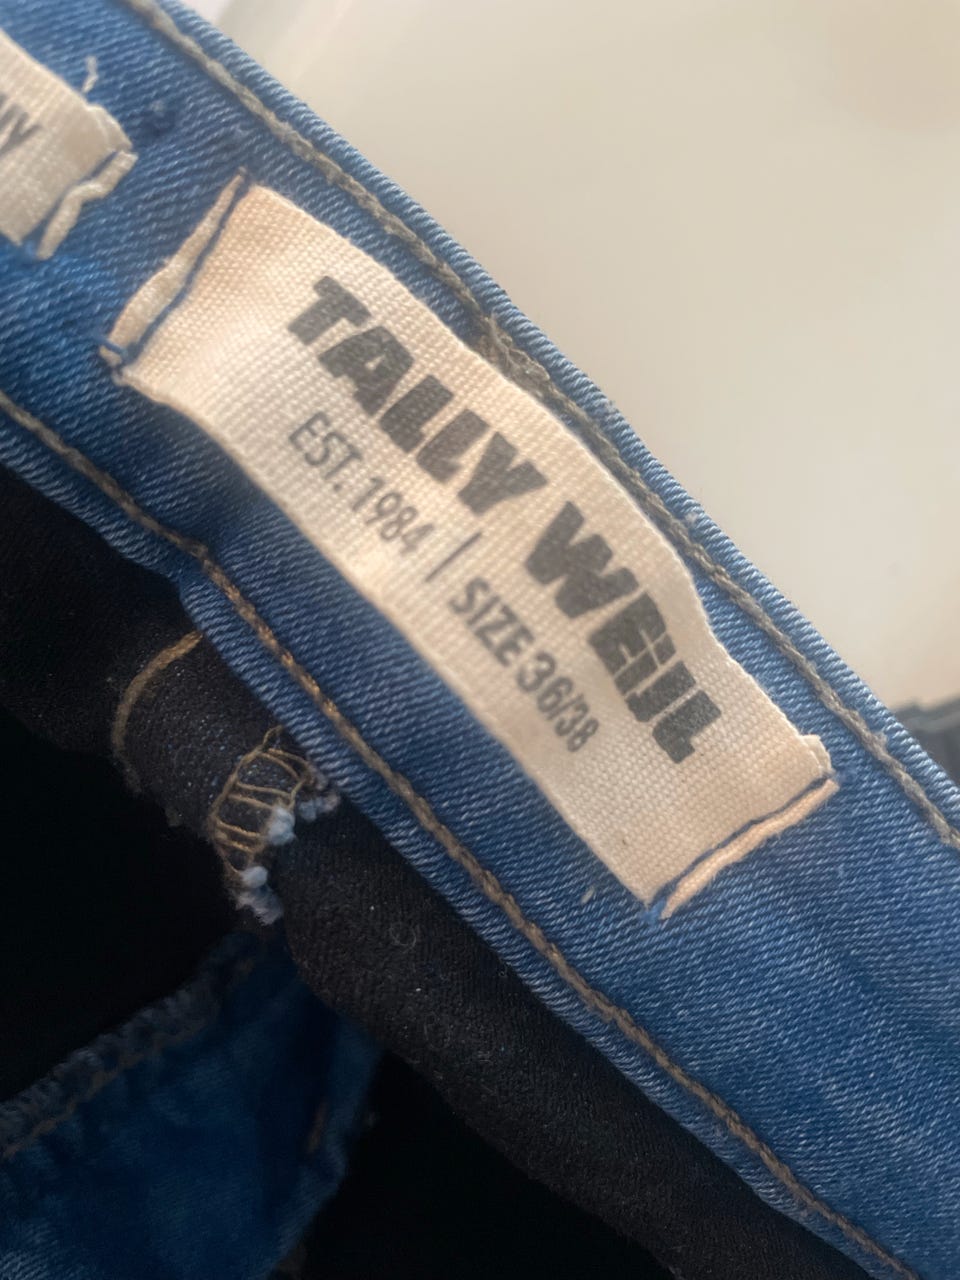 TALLY WEiJL
EST. 1984 | SIZE 36/38